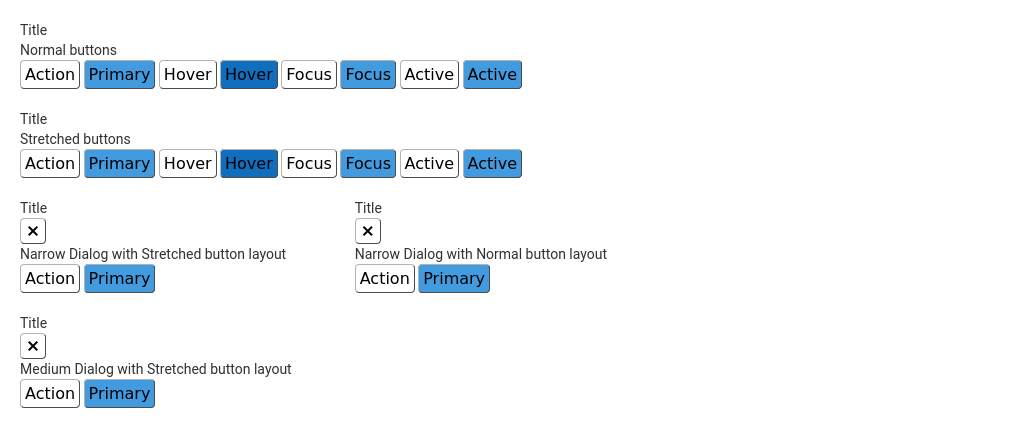 Title
Normal buttons
Action Primary Hover Hover Focus Focus Active Active
Title
Stretched buttons
Action Primary Hover Hover Focus Focus Active Active
Title
×
Narrow Dialog with Stretched button layout
Action Primary
Title
×
Narrow Dialog with Normal button layout
Action Primary
Title
×
Medium Dialog with Stretched button layout
Action Primary